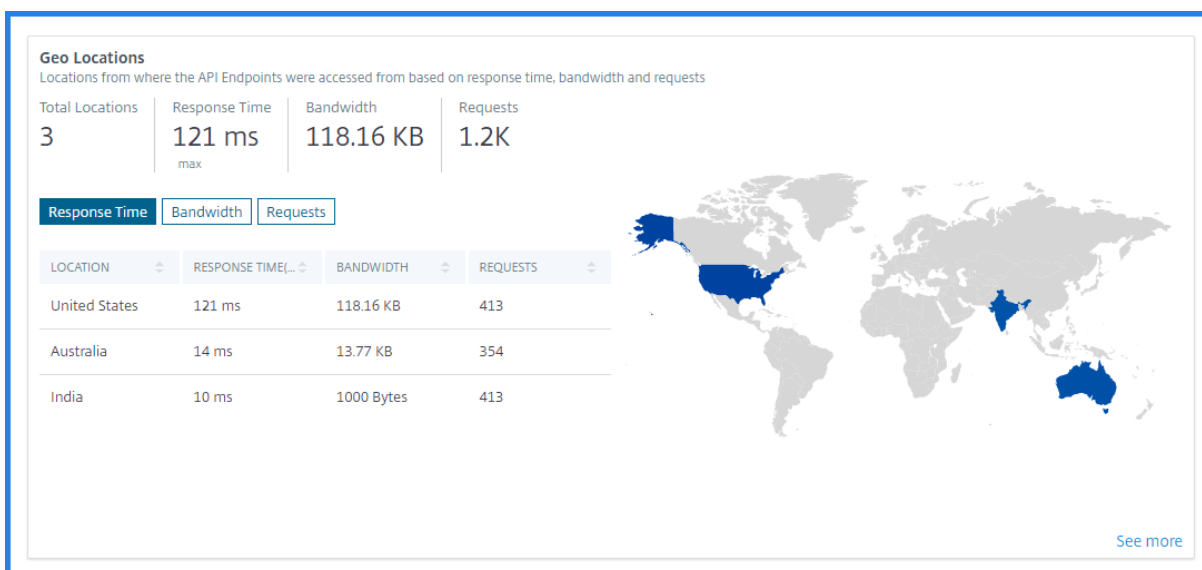 Geo Locations
Locations from where the API Endpoints were accessed from based on response time, bandwidth and requests
Total Locations Response Time Bandwidth Requests
3 121 ms 118.16 KB 1.2K
max
Response Time Bandwidth Requests
LOCATION RESPONSE TIME(... BANDWIDTH REQUESTS
United States 121 ms 118.16 KB 413
Australia 14 ms 13.77 KB 354
India 10 ms 1000 Bytes 413
See more